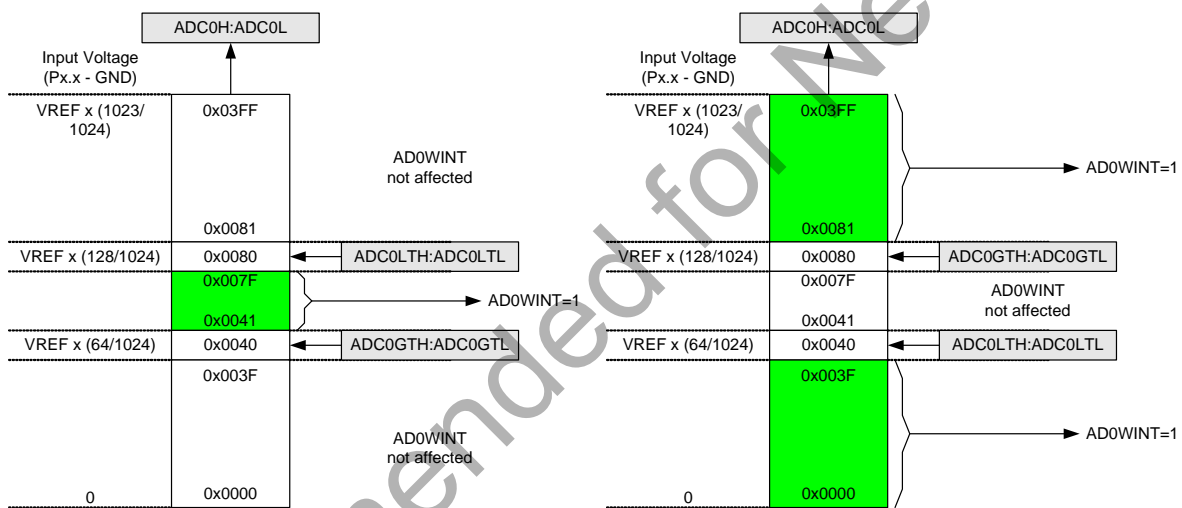 ADC0H:ADC0L
Input Voltage
(Px.x - GND)
VREF x (1023/
1024)
0x03FF
AD0WINT
not affected
0x0081
VREF x (128/1024)
0x0080
ADC0LTH:ADC0LTL
0x007F
AD0WINT=1
0x0041
VREF x (64/1024)
0x0040
ADC0GTH:ADC0GTL
0x003F
AD0WINT
not affected
0
0x0000
ADC0H:ADC0L
Input Voltage
(Px.x - GND)
VREF x (1023/
1024)
0x03FF
AD0WINT=1
0x0081
VREF x (128/1024)
0x0080
ADC0GTH:ADC0GTL
0x007F
AD0WINT
not affected
0x0041
VREF x (64/1024)
0x0040
ADC0LTH:ADC0LTL
0x003F
AD0WINT=1
0
0x0000
mended for Ne